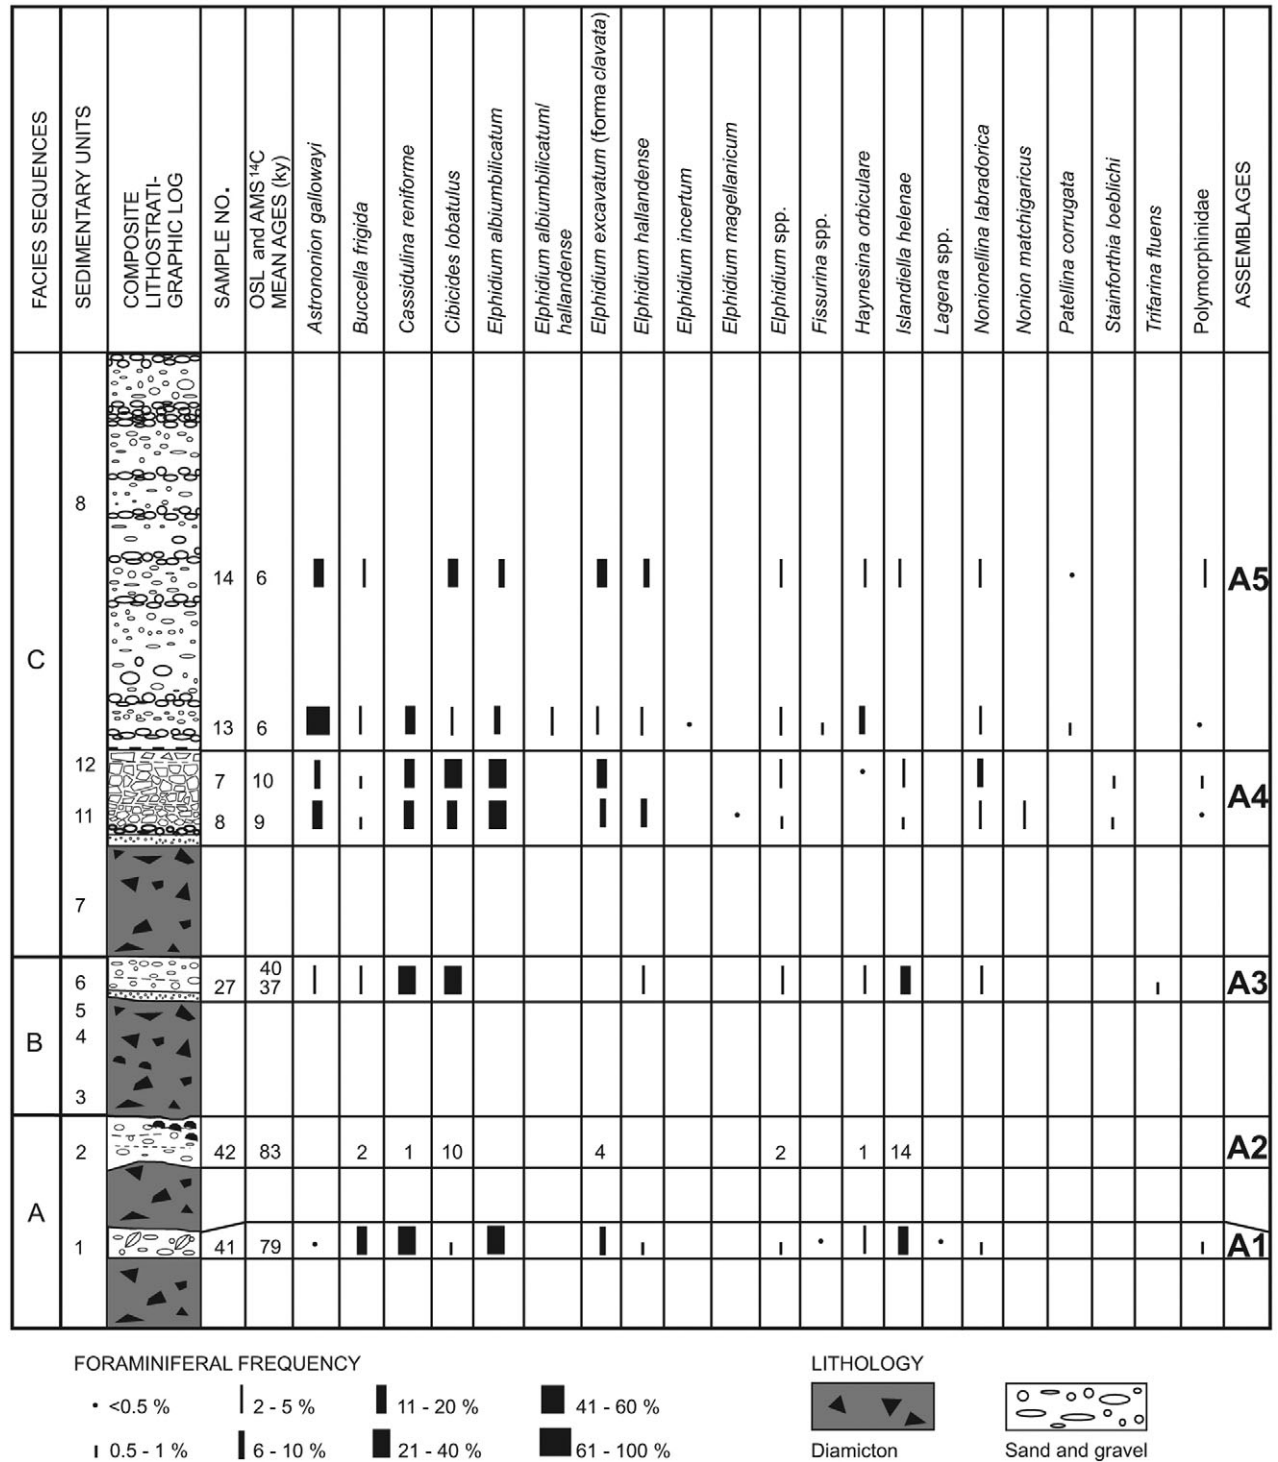 FACIES SEQUENCES
SEDIMENTARY UNITS
COMPOSITE
LITHOSTRATI-
GRAPHIC LOG
SAMPLE NO.
OSL and AMS 14C
MEAN AGES (ky)
Astrononion gallowayi
Buccella frigida
Cassidulina reniforme
Cibicides lobatulus
Elphidium albiumbilicatum
Elphidium albiumbilicatum/
hallandense
Elphidium excavatum (forma clavata)
Elphidium hallandense
Elphidium incertum
Elphidium magellanicum
Elphidium spp.
Fissurina spp.
Haynesina orbiculare
Islandiella helenae
Lagena spp.
Nonionellina labradorica
Nonion matchigaricus
Patellina corrugata
Stainforthia loeblichi
Trifarina fluens
Polymorphinidae
ASSEMBLAGES
8
14 6 A5
C
13 6
12 7 10
A4
11 8 9
7
40
6 27 37 A3
5
B 4
3
2 42 83 2 1 10 4 2 1 14 A2
A
1 41 79 A1
FORAMINIFERAL FREQUENCY
<0.5 % 2 - 5 % 11 - 20 % 41 - 60 %
0.5 - 1 % 6 - 10 % 21 - 40 % 61 - 100 %
LITHOLOGY
Diamicton Sand and gravel